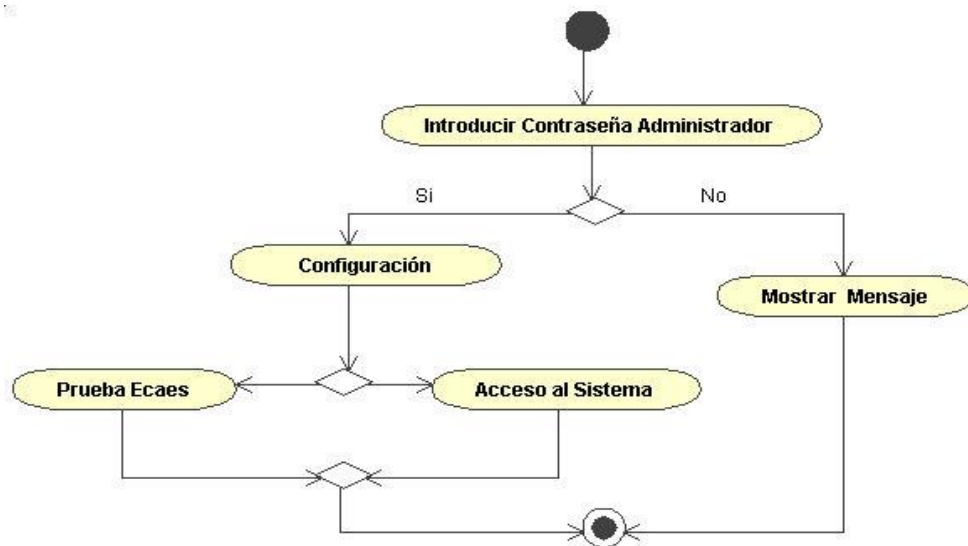 Introducir Contraseña Administrador
Si
No
Configuración
Mostrar Mensaje
Prueba Ecaes
Acceso al Sistema